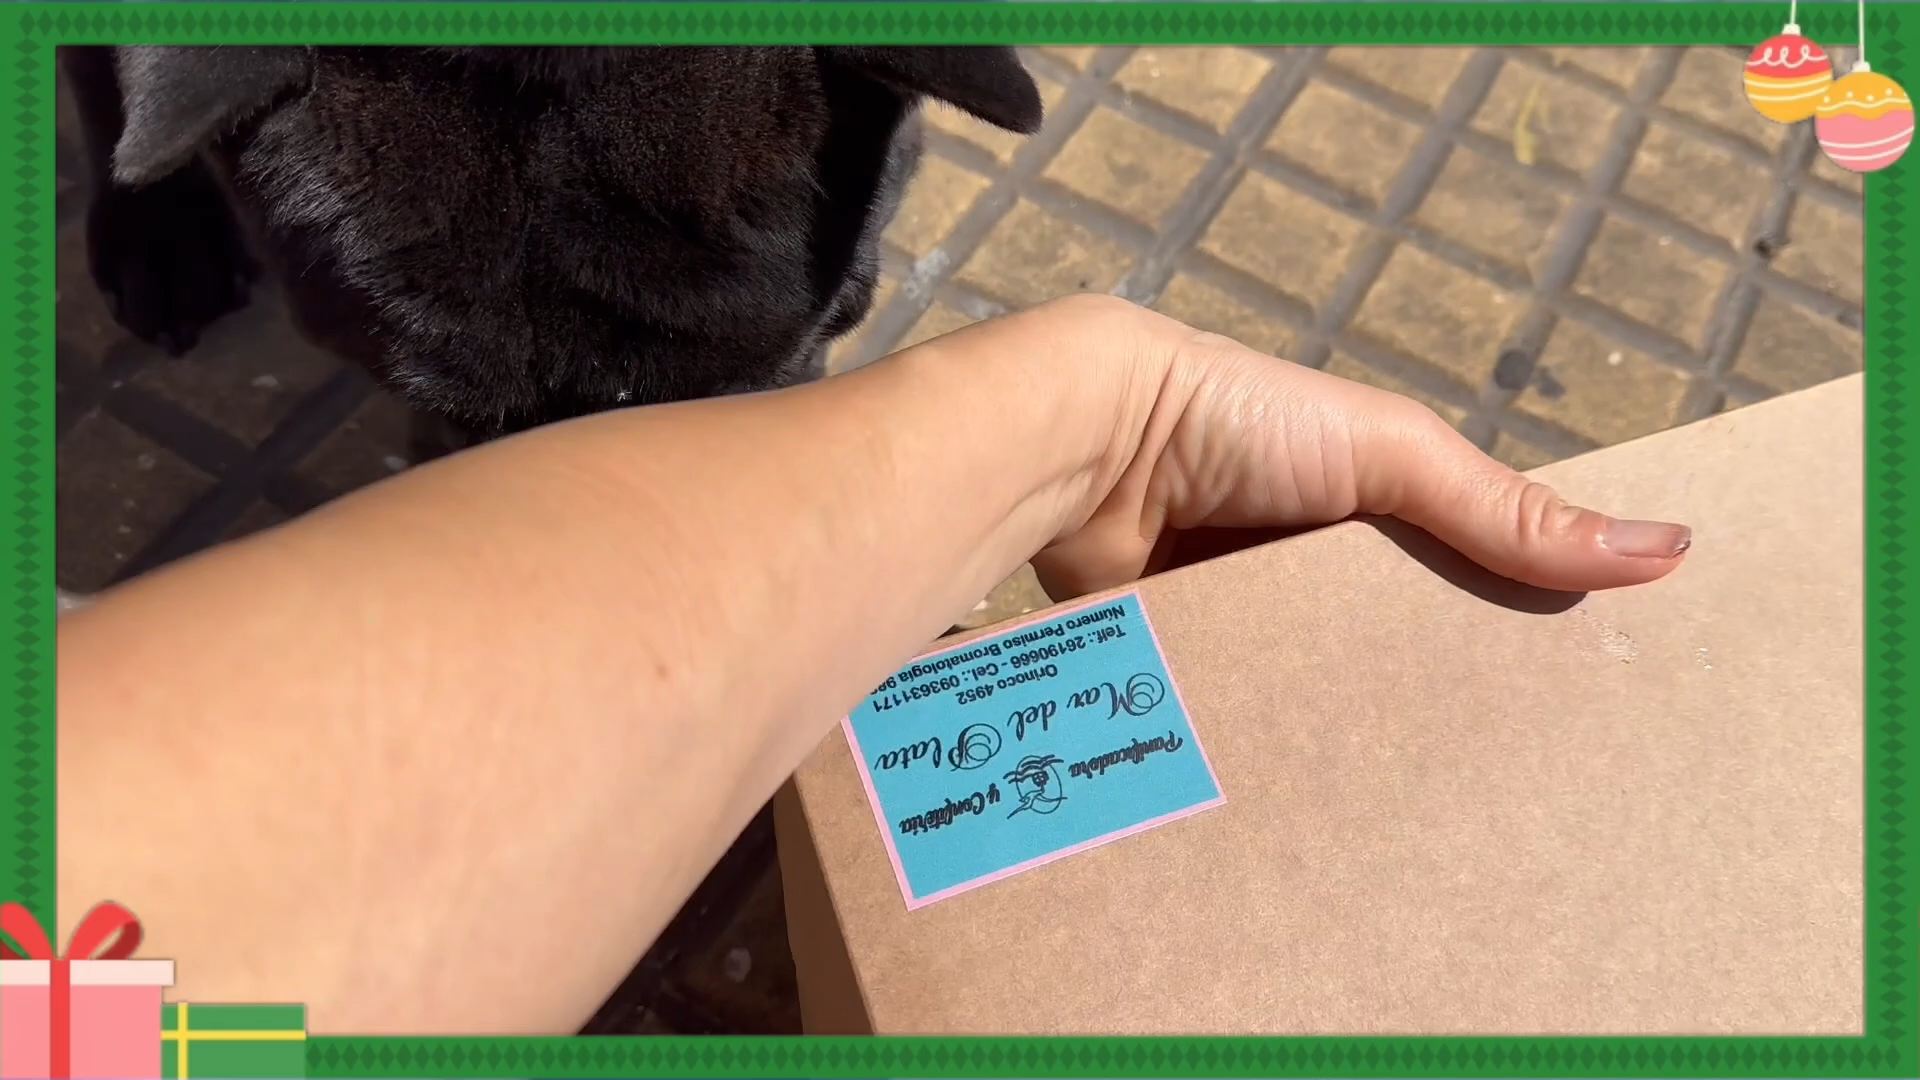 Panificadora y Confitería
Mar del Plata
Orinoco 4952
Telf.: 26190666 - Cel.: 093631171
Número Permiso Bromatología